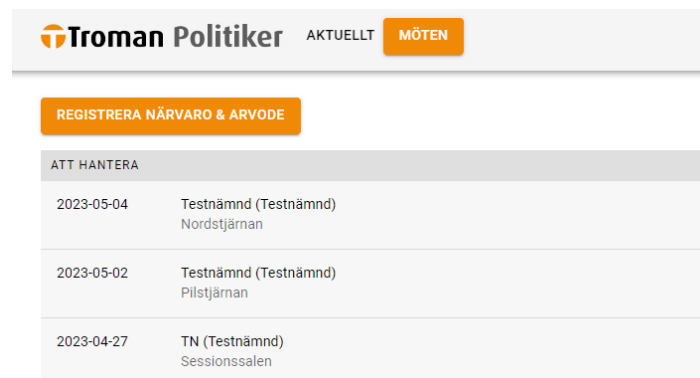 Troman Politiker AKTUELLT MÖTEN
REGISTRERA NÄRVARO & ARVODE
ATT HANTERA
2023-05-04 Testnämnd (Testnämnd)
Nordstjärnan
2023-05-02 Testnämnd (Testnämnd)
Pilstjärnan
2023-04-27 TN (Testnämnd)
Sessionssalen